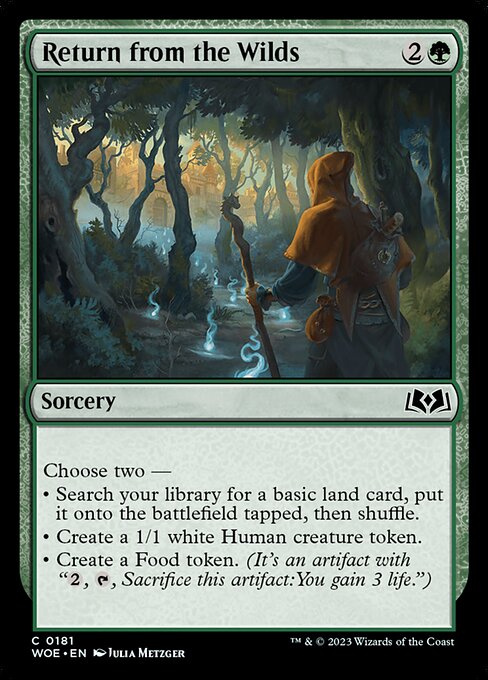 Return from the Wilds 2
Sorcery
Choose two —
• Search your library for a basic land card, put
it onto the battlefield tapped, then shuffle.
• Create a 1/1 white Human creature token.
• Create a Food token. (It's an artifact with
“2, , Sacrifice this artifact:You gain 3 life.”)
C 0181
WOE • EN Julia Metzger
™ & © 2023 Wizards of the Coast